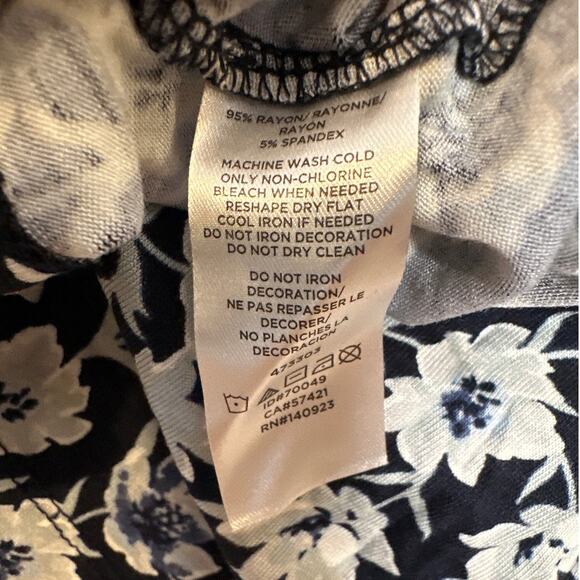 95% RAYON/ RAYONNE/
RAYON
5% SPANDEX
MACHINE WASH COLD
ONLY NON-CHLORINE
BLEACH WHEN NEEDED
RESHAPE DRY FLAT
COOL IRON IF NEEDED
DO NOT IRON DECORATION
DO NOT DRY CLEAN
DO NOT IRON
DECORATION/
NE PAS REPASSER LE
DECORER/
NO PLANCHES LA
DECORACION
473303
ID#70049
CA#57421
RN#140923